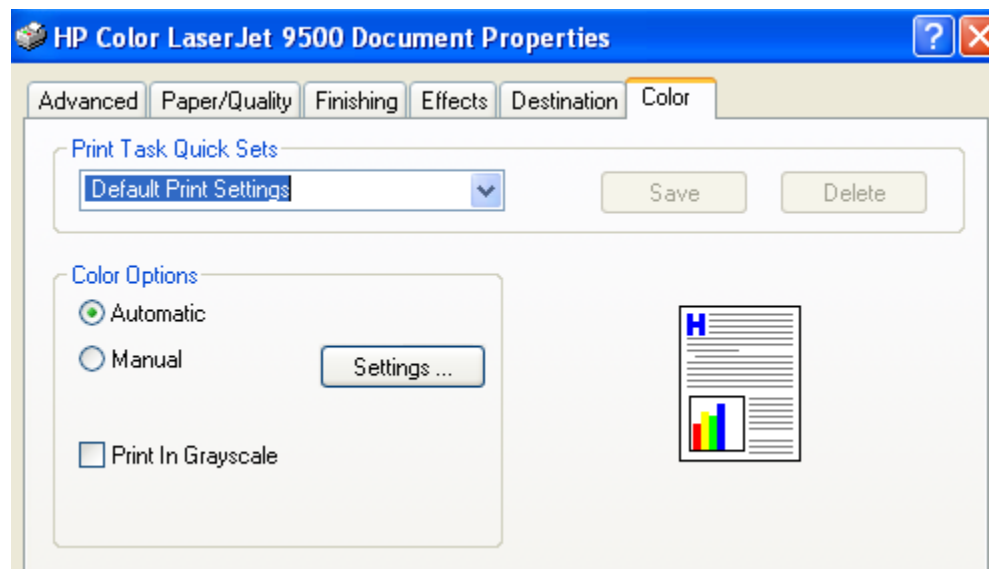 HP Color LaserJet 9500 Document Properties
?
Advanced Paper/Quality Finishing Effects Destination Color
Print Task Quick Sets
Default Print Settings Save Delete
Color Options
Automatic
Manual Settings ...
Print In Grayscale
H